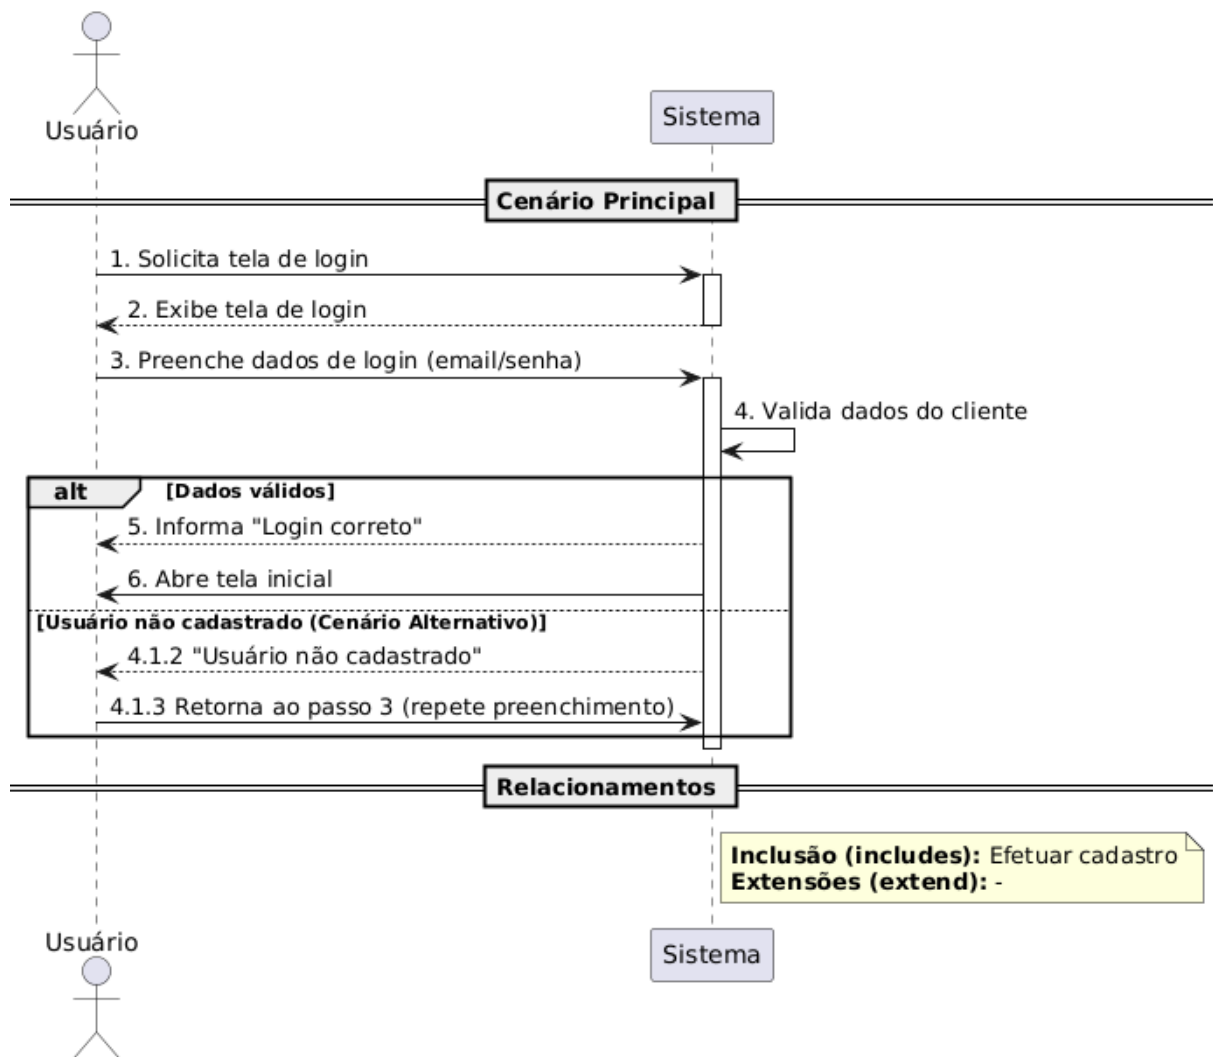 Usuário
Sistema
Cenário Principal
1. Solicita tela de login
2. Exibe tela de login
3. Preenche dados de login (email/senha)
4. Valida dados do cliente
alt [Dados válidos]
5. Informa "Login correto"
6. Abre tela inicial
[Usuário não cadastrado (Cenário Alternativo)]
4.1.2 "Usuário não cadastrado"
4.1.3 Retorna ao passo 3 (repete preenchimento)
Relacionamentos
Inclusão (includes): Efetuar cadastro
Extensões (extend): -
Usuário
Sistema